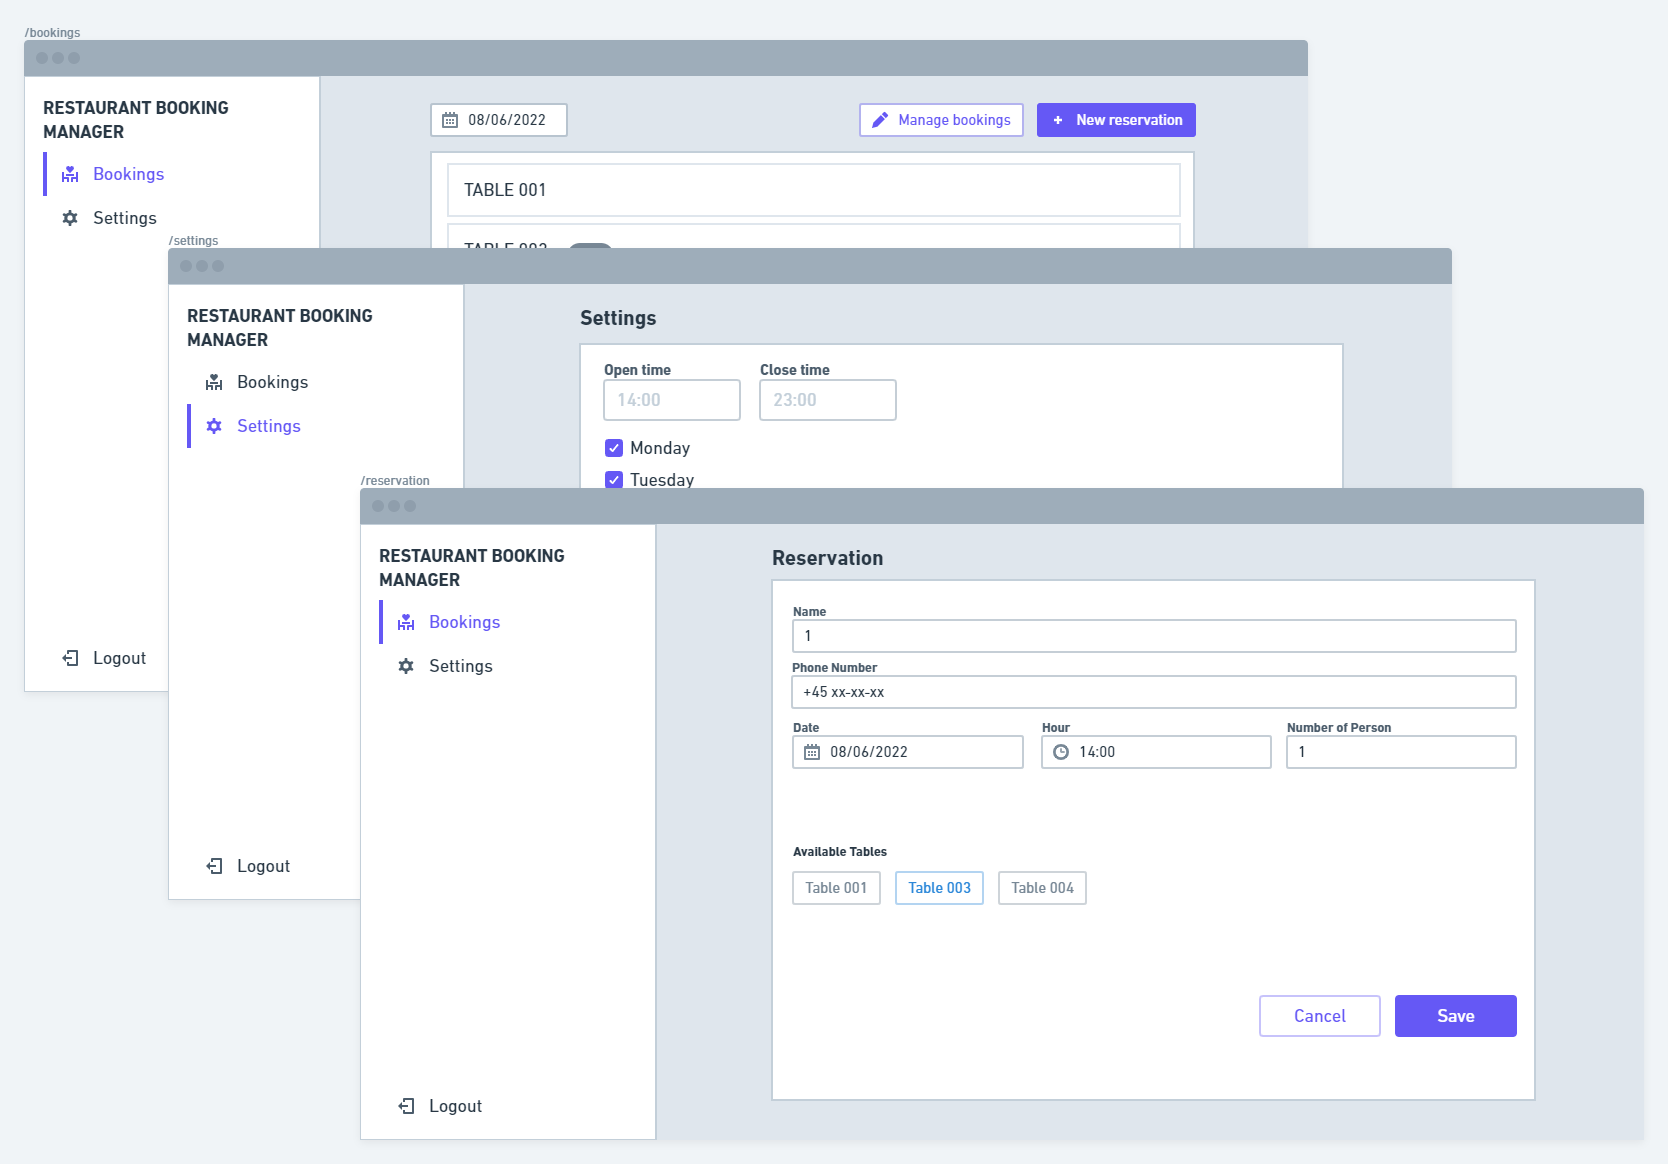 /bookings
RESTAURANT BOOKING
MANAGER
Bookings
Settings
Logout
08/06/2022
Manage bookings
+ New reservation
TABLE 001
/settings
RESTAURANT BOOKING
MANAGER
Bookings
Settings
Logout
Settings
Open time Close time
14:00 23:00
Monday
Tuesday
/reservation
RESTAURANT BOOKING
MANAGER
Bookings
Settings
Logout
Reservation
Name
1
Phone Number
+45 xx-xx-xx
Date Hour Number of Person
08/06/2022 14:00 1
Available Tables
Table 001 Table 003 Table 004
Cancel Save